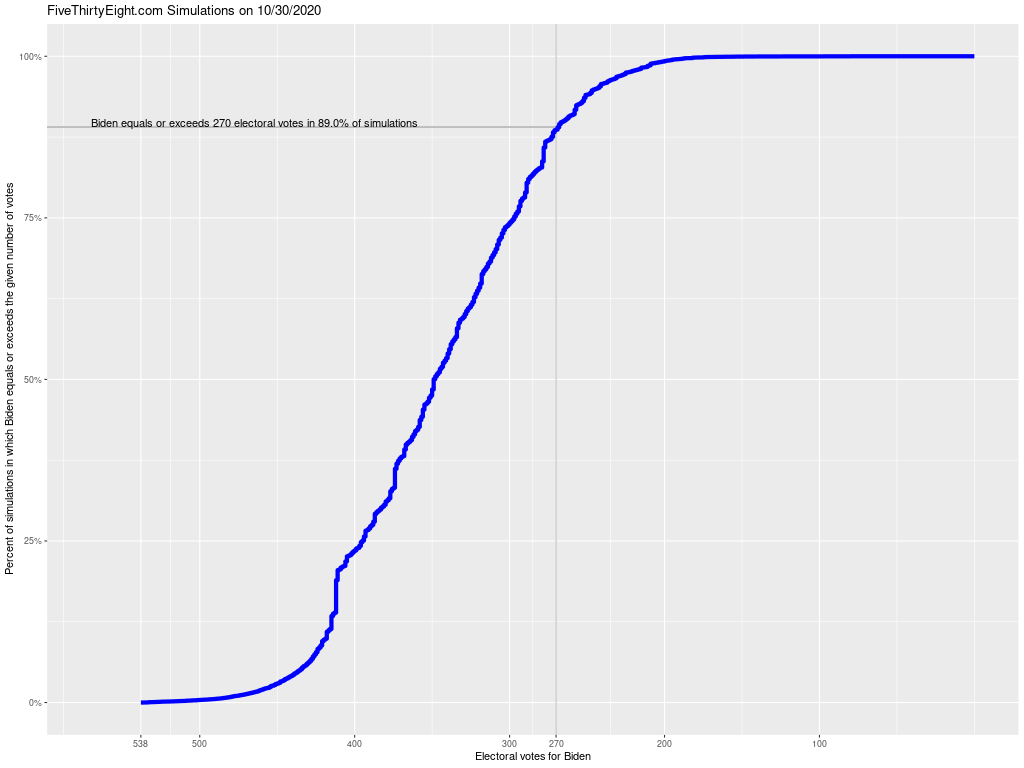 FiveThirtyEight.com Simulations on 10/30/2020
Percent of simulations in which Biden equals or exceeds the given number of votes
100%
Biden equals or exceeds 270 electoral votes in 89.0% of simulations
75%
50%
25%
0%
538 500 400 300 270 200 100
Electoral votes for Biden